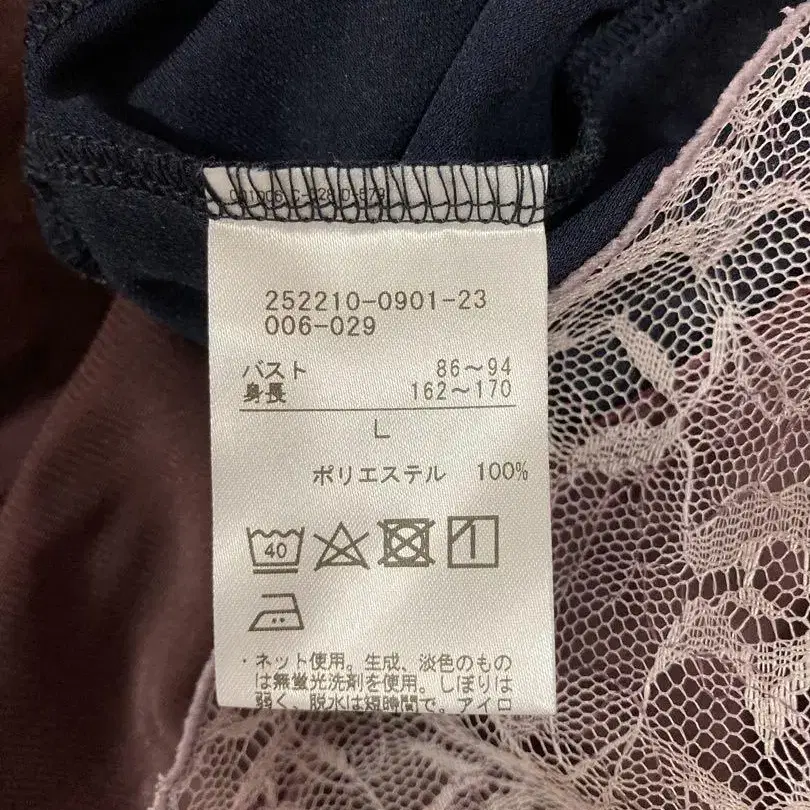 252210-0901-23
006-029
バスト 86～94
身長 162～170
L
ポリエステル 100%
40
・ネット使用。生成、淡色のもの
は無蛍光洗剤を使用。しぼりは
弱く、脱水は短時間で。アイロ